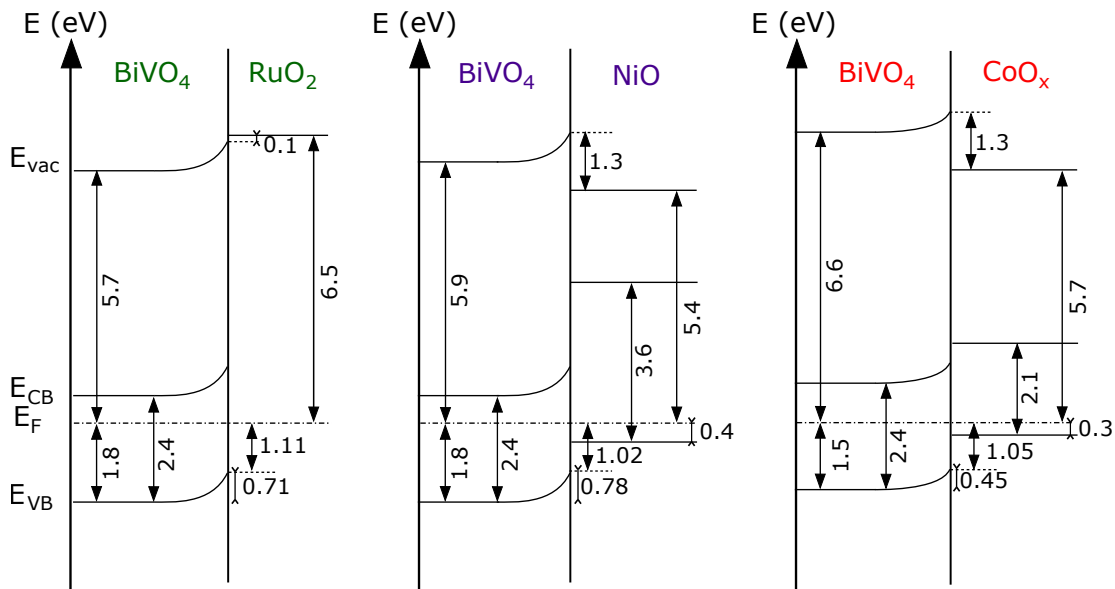 E (eV)
E (eV)
E (eV)
BiVO4
RuO2
BiVO4
NiO
BiVO4
CoOx
Evac
0.1
1.3
1.3
5.7
6.5
5.9
5.4
3.6
6.6
5.7
2.1
ECB
EF
EVB
1.8
2.4
1.11
0.71
1.8
2.4
1.02
0.78
0.4
1.5
2.4
1.05
0.45
0.3